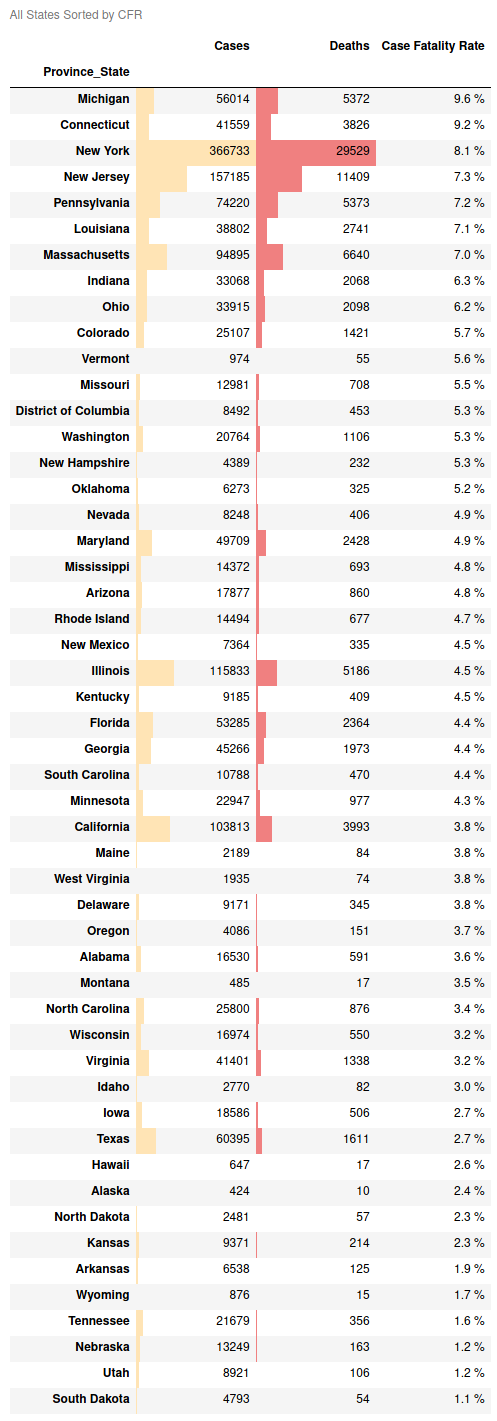 All States Sorted by CFR
Cases Deaths Case Fatality Rate
Province_State
Michigan 56014 5372 9.6 %
Connecticut 41559 3826 9.2 %
New York 366733 29529 8.1 %
New Jersey 157185 11409 7.3 %
Pennsylvania 74220 5373 7.2 %
Louisiana 38802 2741 7.1 %
Massachusetts 94895 6640 7.0 %
Indiana 33068 2068 6.3 %
Ohio 33915 2098 6.2 %
Colorado 25107 1421 5.7 %
Vermont 974 55 5.6 %
Missouri 12981 708 5.5 %
District of Columbia 8492 453 5.3 %
Washington 20764 1106 5.3 %
New Hampshire 4389 232 5.3 %
Oklahoma 6273 325 5.2 %
Nevada 8248 406 4.9 %
Maryland 49709 2428 4.9 %
Mississippi 14372 693 4.8 %
Arizona 17877 860 4.8 %
Rhode Island 14494 677 4.7 %
New Mexico 7364 335 4.5 %
Illinois 115833 5186 4.5 %
Kentucky 9185 409 4.5 %
Florida 53285 2364 4.4 %
Georgia 45266 1973 4.4 %
South Carolina 10788 470 4.4 %
Minnesota 22947 977 4.3 %
California 103813 3993 3.8 %
Maine 2189 84 3.8 %
West Virginia 1935 74 3.8 %
Delaware 9171 345 3.8 %
Oregon 4086 151 3.7 %
Alabama 16530 591 3.6 %
Montana 485 17 3.5 %
North Carolina 25800 876 3.4 %
Wisconsin 16974 550 3.2 %
Virginia 41401 1338 3.2 %
Idaho 2770 82 3.0 %
Iowa 18586 506 2.7 %
Texas 60395 1611 2.7 %
Hawaii 647 17 2.6 %
Alaska 424 10 2.4 %
North Dakota 2481 57 2.3 %
Kansas 9371 214 2.3 %
Arkansas 6538 125 1.9 %
Wyoming 876 15 1.7 %
Tennessee 21679 356 1.6 %
Nebraska 13249 163 1.2 %
Utah 8921 106 1.2 %
South Dakota 4793 54 1.1 %